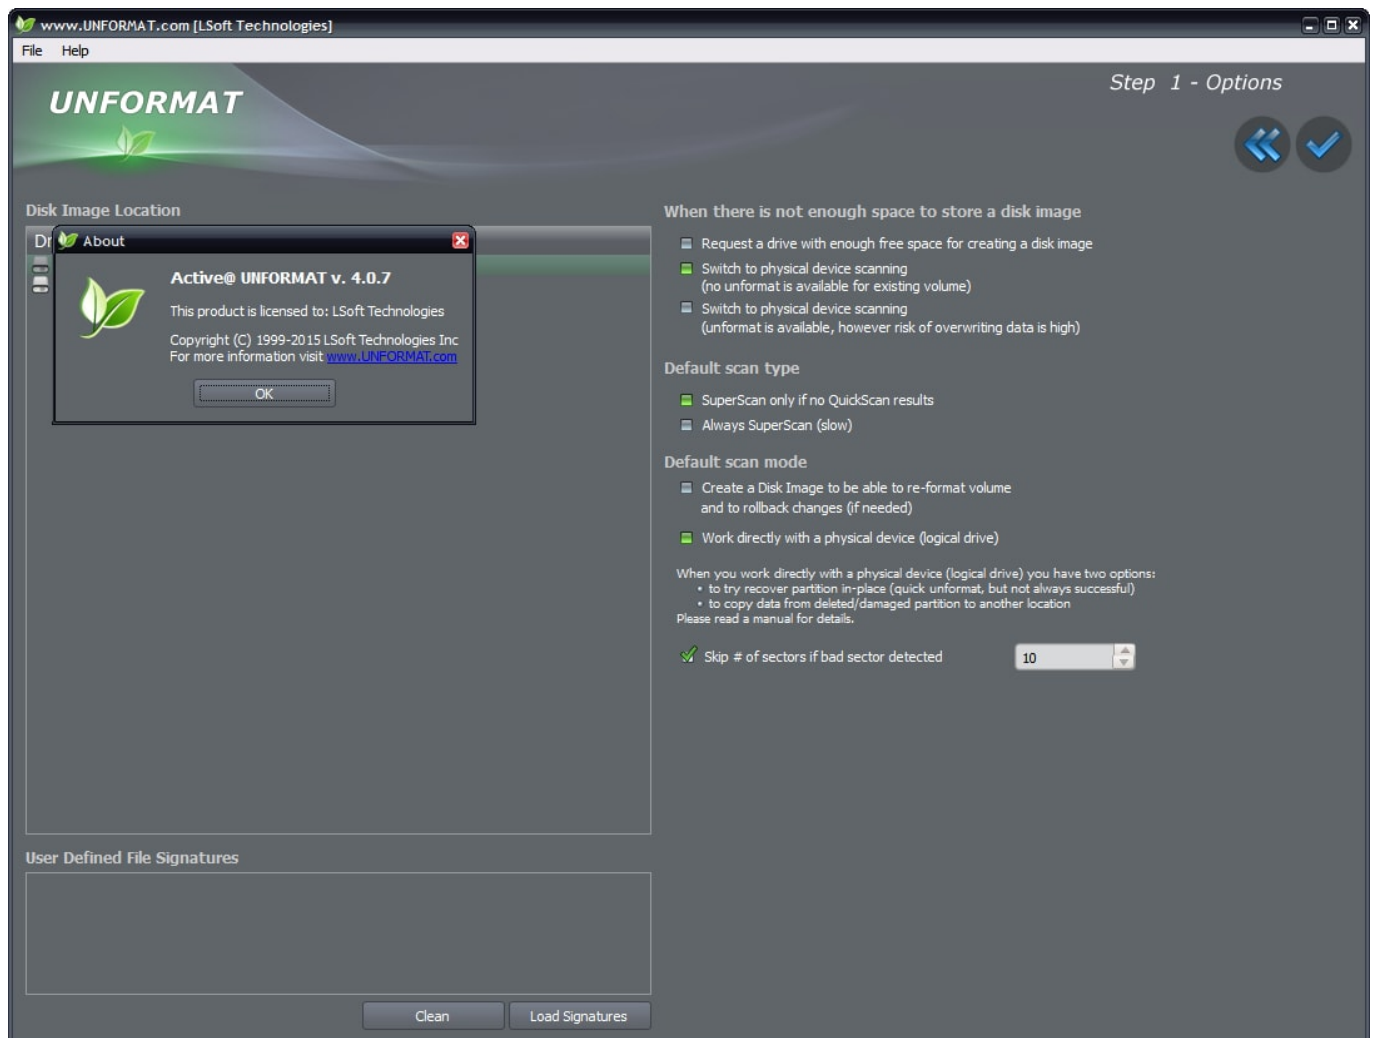 www.UNFORMAT.com [LSoft Technologies]
File Help
UNFORMAT
Step 1 - Options
Disk Image Location
About
Active@ UNFORMAT v. 4.0.7
This product is licensed to: LSoft Technologies
Copyright (C) 1999-2015 LSoft Technologies Inc
For more information visit www.UNFORMAT.com
OK
User Defined File Signatures
Clean
Load Signatures
When there is not enough space to store a disk image
Request a drive with enough free space for creating a disk image
Switch to physical device scanning
(no unformat is available for existing volume)
Switch to physical device scanning
(unformat is available, however risk of overwriting data is high)
Default scan type
SuperScan only if no QuickScan results
Always SuperScan (slow)
Default scan mode
Create a Disk Image to be able to re-format volume
and to rollback changes (if needed)
Work directly with a physical device (logical drive)
When you work directly with a physical device (logical drive) you have two options:
• to try recover partition in-place (quick unformat, but not always successful)
• to copy data from deleted/damaged partition to another location
Please read a manual for details.
Skip # of sectors if bad sector detected
10